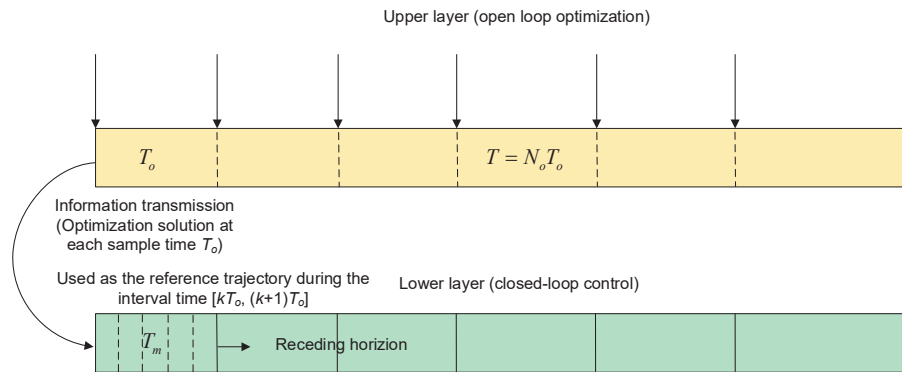 Upper layer (open loop optimization)
T_o
T = N_oT_o
Information transmission
(Optimization solution at
each sample time T_o)
Used as the reference trajectory during the
interval time [kT_o, (k+1)T_o]
Lower layer (closed-loop control)
T_m
Receding horizion